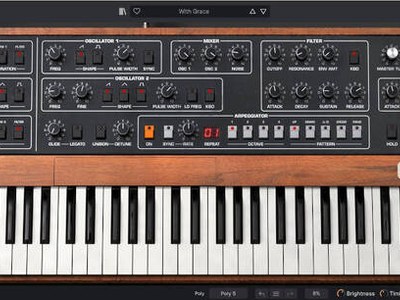 With Grace
OSCILLATOR 1
MIXER
FILTER
FREQ
SHAPE
PULSE WIDTH
SYNC
OSC 1
OSC 2
NOISE
CUTOFF
RESONANCE
ENV AMT
KBD
MASTER TU
OSCILLATOR 2
FREQ
FINE
SHAPE
PULSE WIDTH
LO FREQ
KBD
ATTACK
DECAY
SUSTAIN
RELEASE
ATTACK
ARPEGGIATOR
GLIDE
LEGATO
UNISON
DETUNE
ON
SYNC
RATE
01
REPEAT
OCTAVE
PATTERN
HOLD
Poly
Poly 8
Brightness